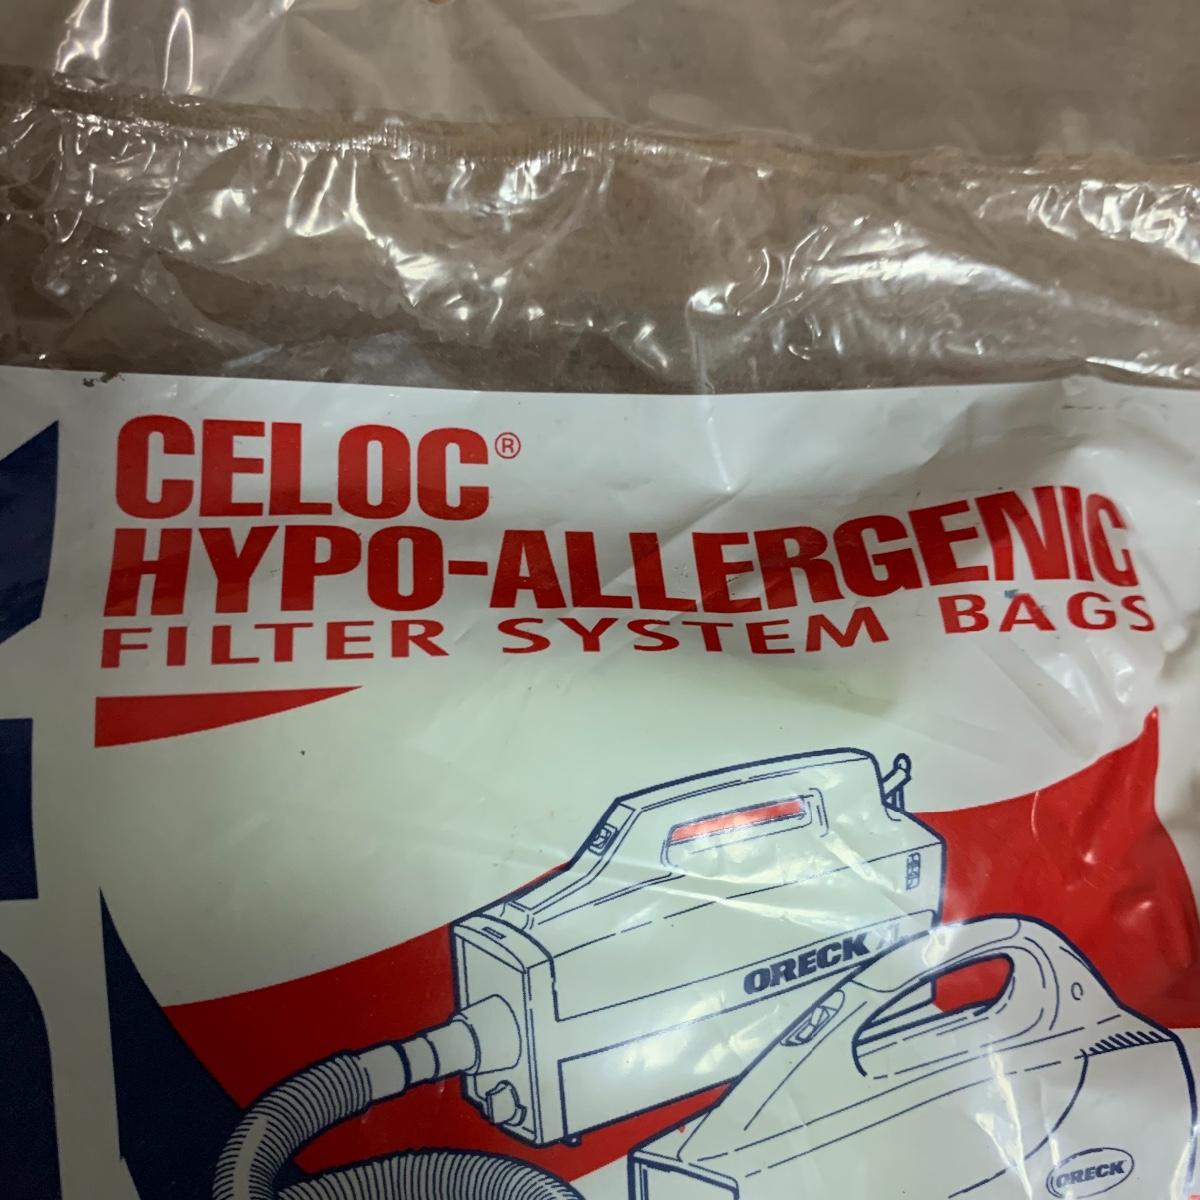 CELOC®
HYPO-ALLERGENIC
FILTER SYSTEM BAGS
ORECK
ORECK